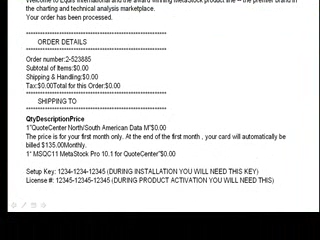 Welcome to Equis International and the award winning MetaStock product line -- the premier brand in
the charting and technical analysis marketplace.
Your order has been processed.
************************************************************
ORDER DETAILS
************************************************************
Order number:2-523885
Subtotal of Items:$0.00
Shipping & Handling:$0.00
Tax:$0.00Total for this Order:$0.00
************************************************************
SHIPPING TO
************************************************************
QtyDescriptionPrice
1"QuoteCenter North/South American Data M"$0.00
The price is for your first month only. At the end of the first month , your card will automatically be
billed $135.00Monthly.
1" MSQC11 MetaStock Pro 10.1 for QuoteCenter"$0.00
Setup Key: 1234-1234-12345 (DURING INSTALLATION YOU WILL NEED THIS KEY)
License #: 12345-12345-12345 (DURING PRODUCT ACTIVATION YOU WILL NEED THIS)